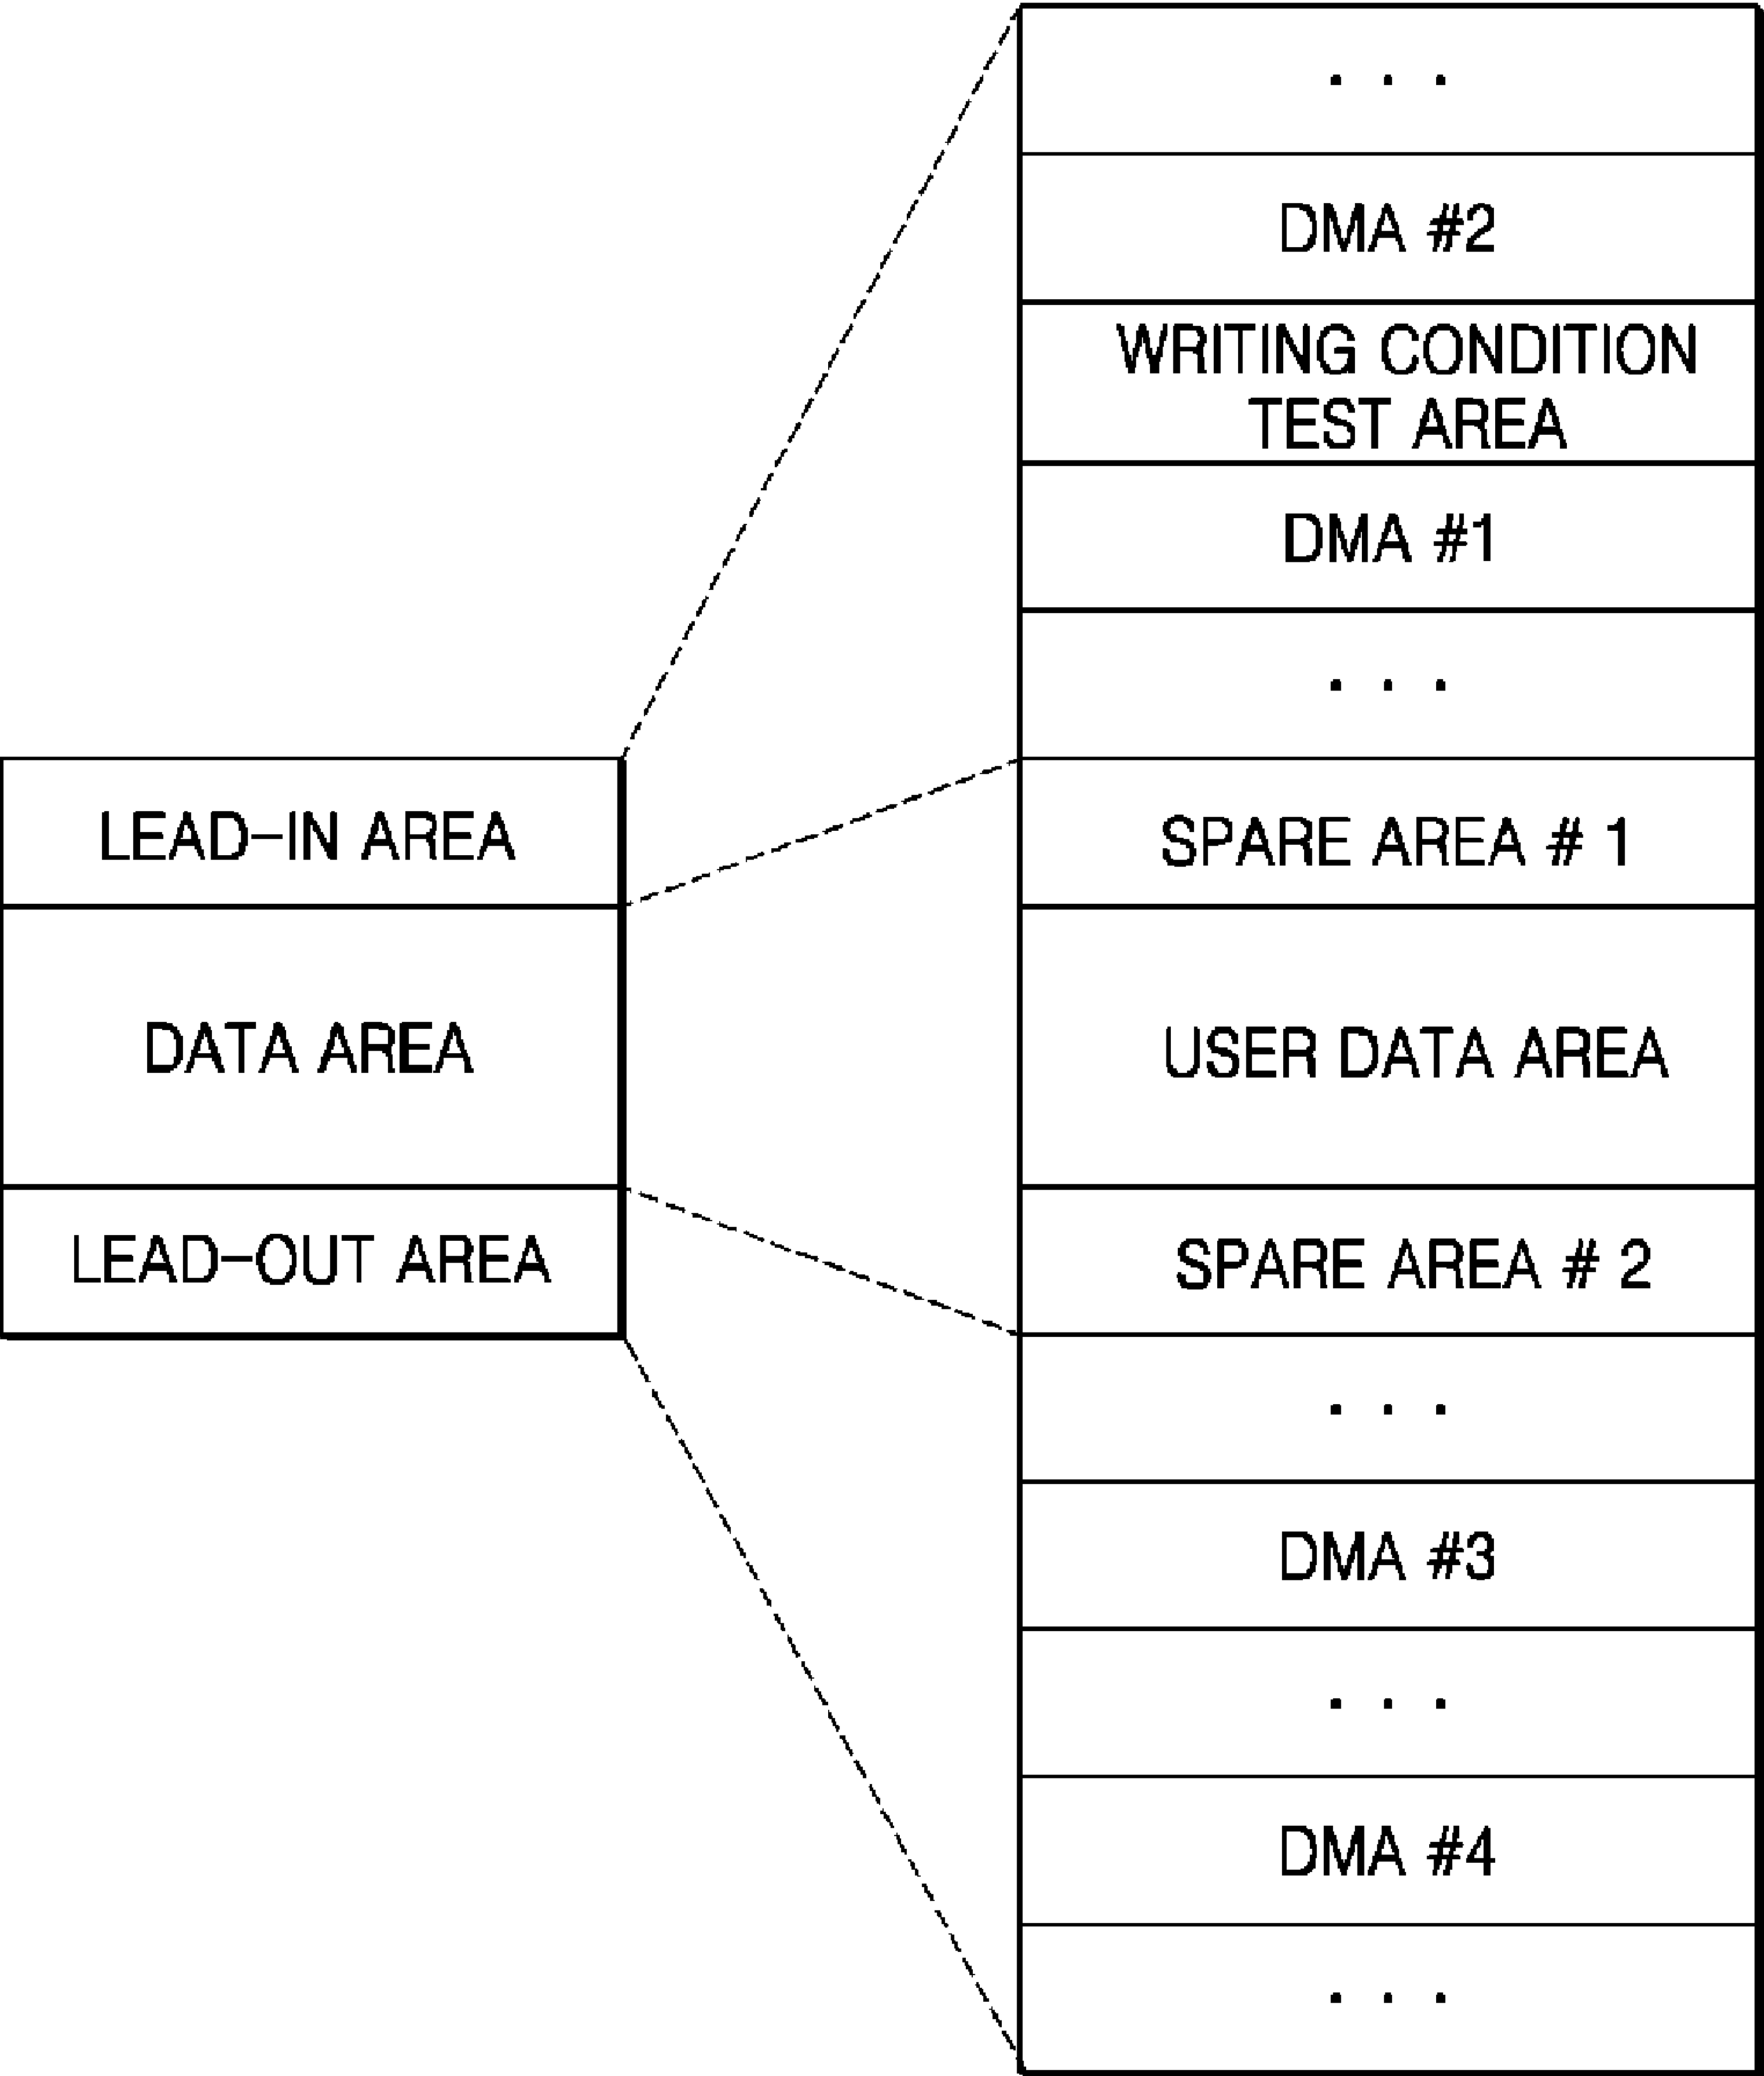 LEAD-IN AREA
DATA AREA
LEAD-OUT AREA
. . .
DMA #2
WRITING CONDITION
TEST AREA
DMA #1
. . .
SPARE AREA # 1
USER DATA AREA
SPARE AREA # 2
. . .
DMA #3
. . .
DMA #4
. . .